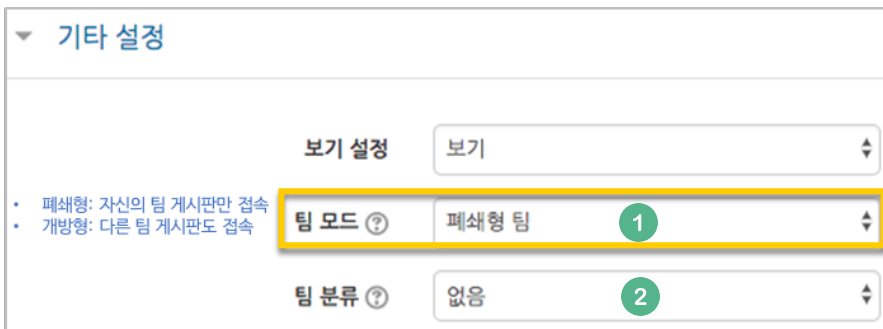 기타 설정
보기 설정 보기
• 폐쇄형: 자신의 팀 게시판만 접속
• 개방형: 다른 팀 게시판도 접속
팀 모드 ? 폐쇄형 팀 1
팀 분류 ? 없음 2